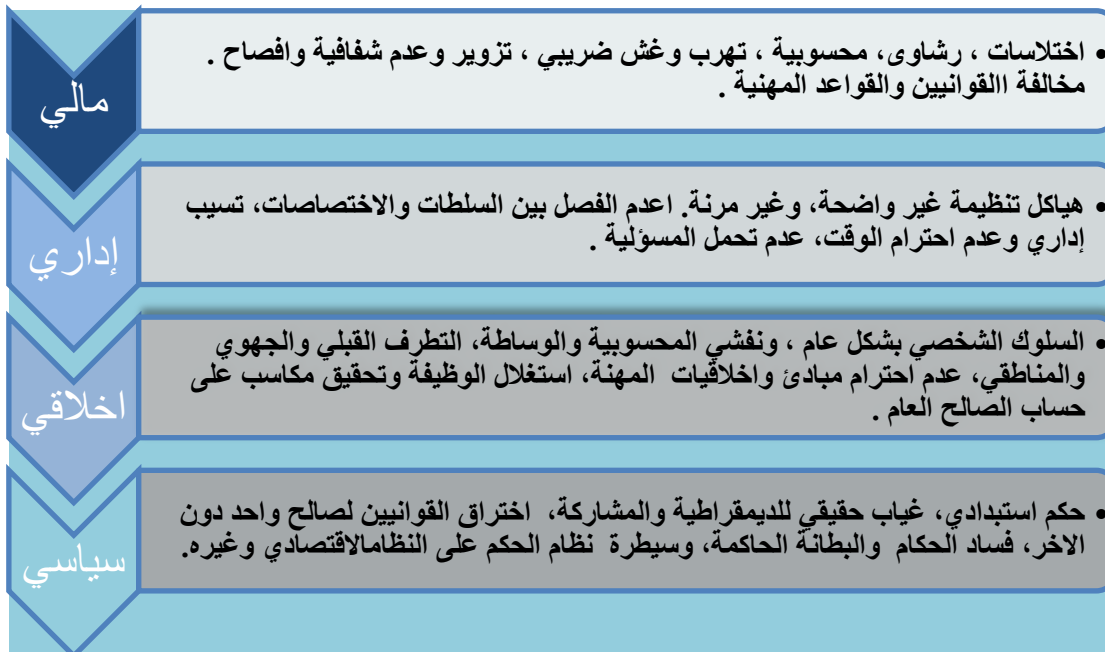 مالي
• اختلاسات ، رشاوى، محسوبية ، تهرب وغش ضريبي ، تزوير وعدم شفافية وافصاح .
مخالفة االقوانيين والقواعد المهنية .
إداري
• هياكل تنظيمة غير واضحة، وغير مرنة. اعدم الفصل بين السلطات والاختصاصات، تسيب
إداري وعدم احترام الوقت، عدم تحمل المسؤلية .
اخلاقي
• السلوك الشخصي بشكل عام ، ونفشي المحسوبية والوساطة، التطرف القبلي والجهوي
والمناطقي، عدم احترام مبادئ واخلاقيات المهنة، استغلال الوظيفة وتحقيق مكاسب على
حساب الصالح العام .
سياسي
• حكم استبدادي، غياب حقيقي للديمقراطية والمشاركة، اختراق القوانيين لصالح واحد دون
الاخر، فساد الحكام والبطانة الحاكمة، وسيطرة نظام الحكم على النظامالاقتصادي وغيره.